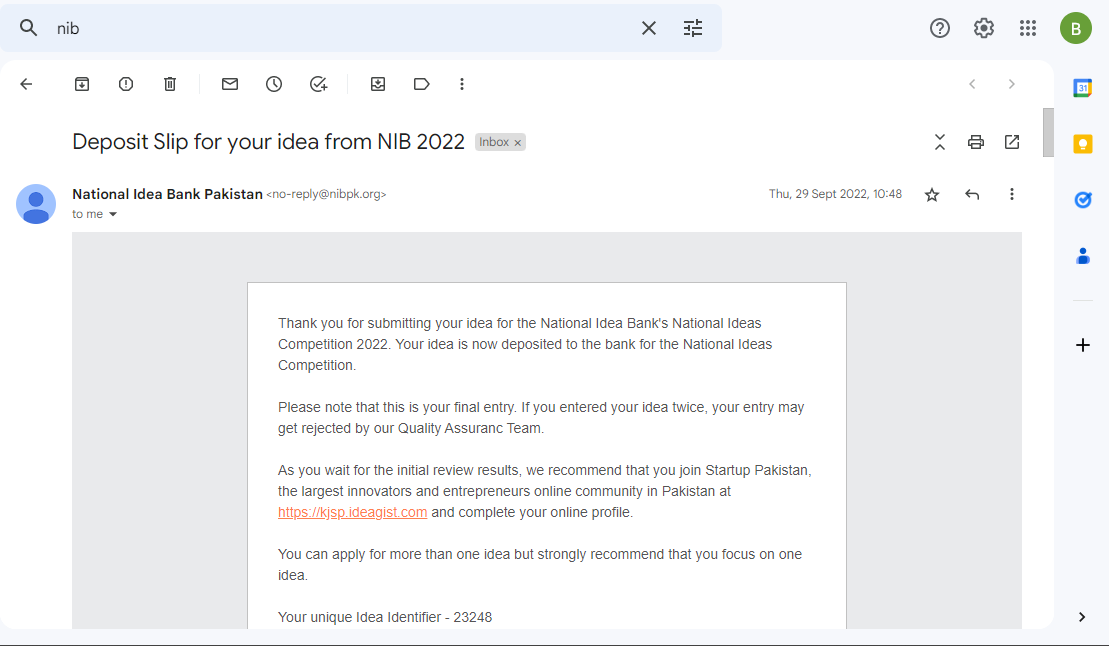 nib
B
31
Deposit Slip for your idea from NIB 2022 Inbox ×
National Idea Bank Pakistan <no-reply@nibpk.org> Thu, 29 Sept 2022, 10:48
to me
Thank you for submitting your idea for the National Idea Bank's National Ideas
Competition 2022. Your idea is now deposited to the bank for the National Ideas
Competition.
Please note that this is your final entry. If you entered your idea twice, your entry may
get rejected by our Quality Assuranc Team.
As you wait for the initial review results, we recommend that you join Startup Pakistan,
the largest innovators and entrepreneurs online community in Pakistan at
https://kjsp.ideagist.com and complete your online profile.
You can apply for more than one idea but strongly recommend that you focus on one
idea.
Your unique Idea Identifier - 23248